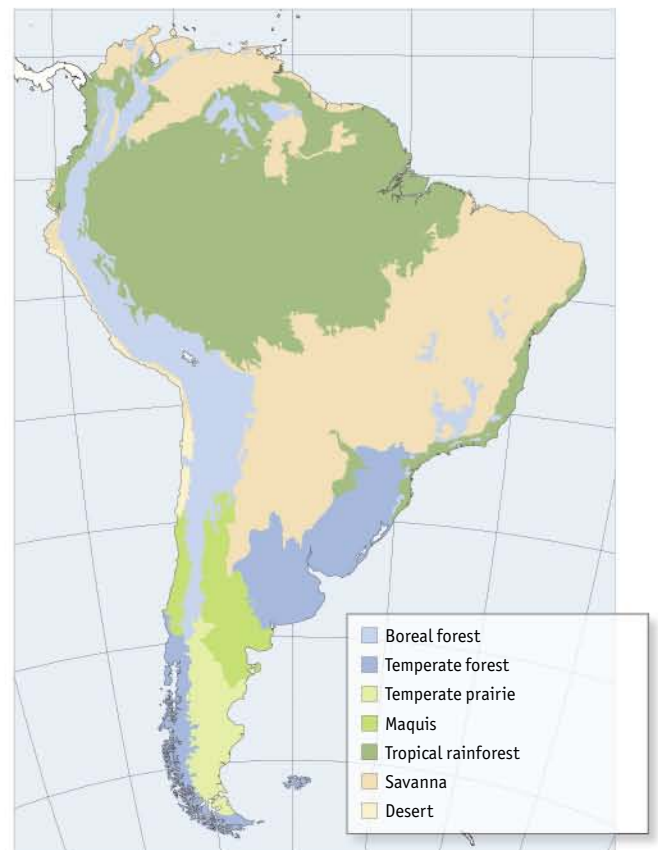 Boreal forest
Temperate forest
Temperate prairie
Maquis
Tropical rainforest
Savanna
Desert